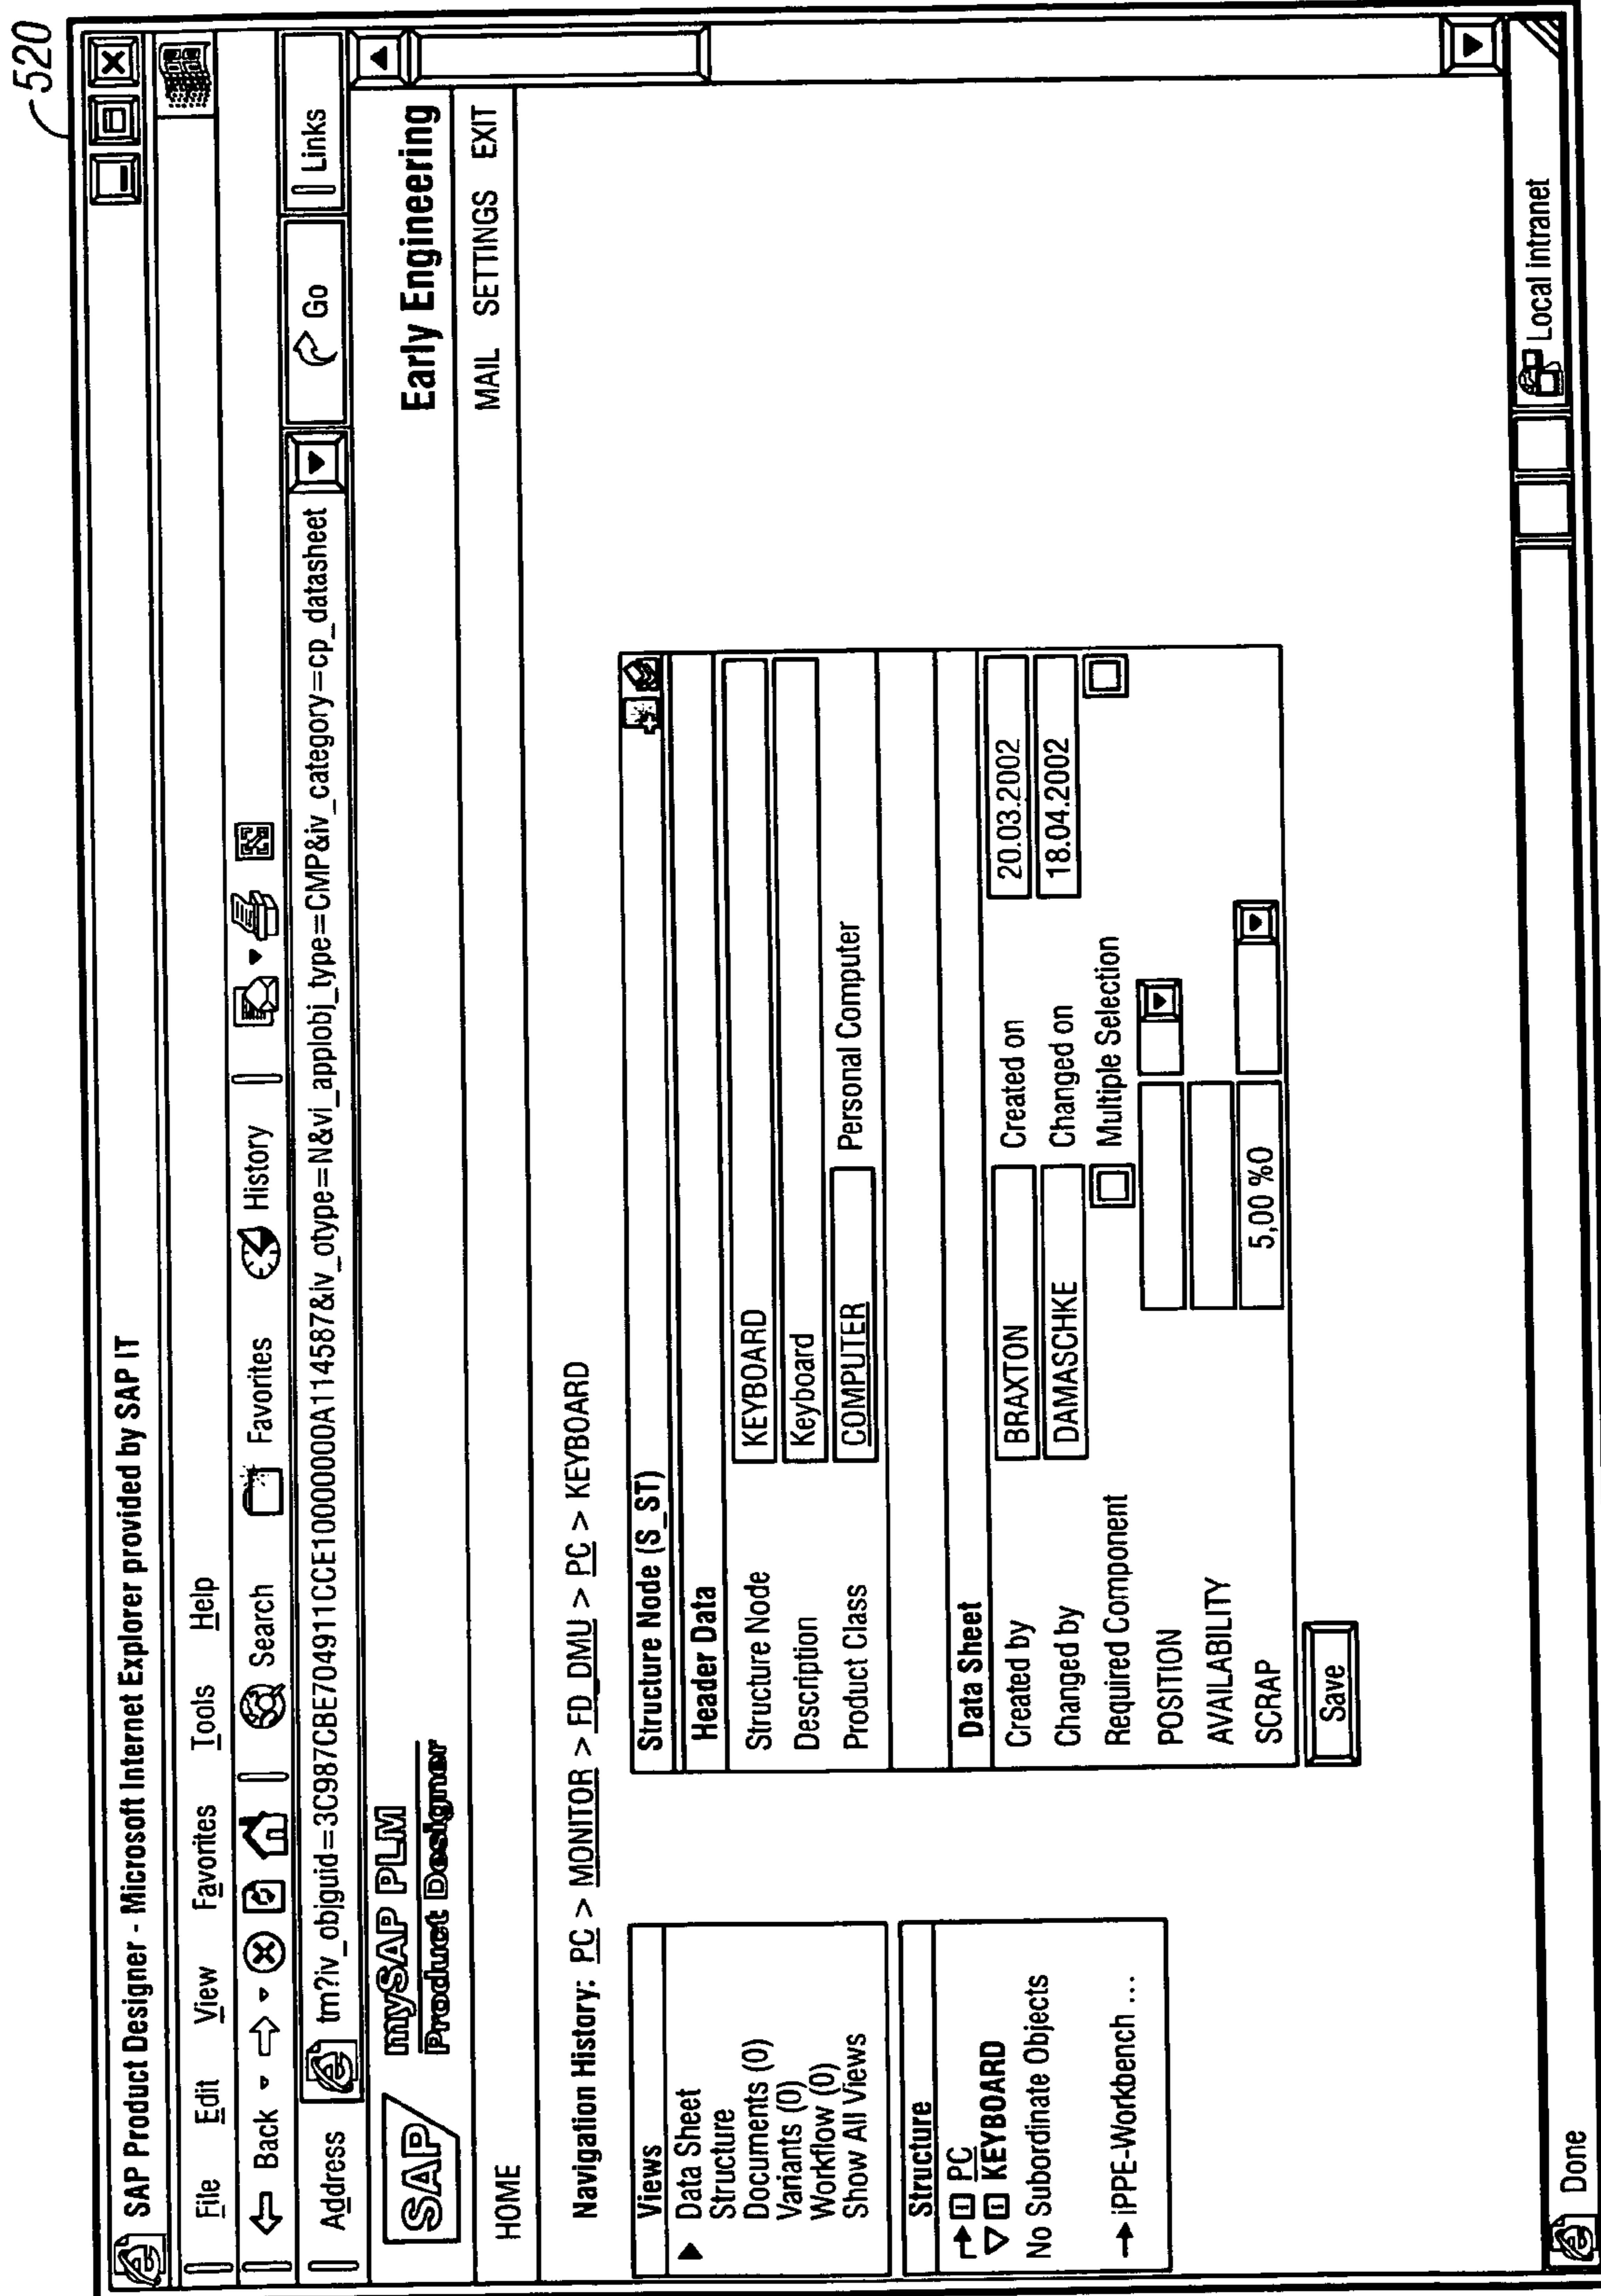 520
SAP Product Designer - Microsoft Internet Explorer provided by SAP IT
File Edit View Favorites Tools Help
Back Search Favorites History
Address tm?iv_objguid=3C987CBE704911CCE10000000A114587&iv_otype=N&vi_applobj_type=CMP&iv_category=cp_datasheet Go Links
SAP mySAP PLM
Product Designer Early Engineering
HOME MAIL SETTINGS EXIT
Navigation History: PC > MONITOR > FD_DMU > PC > KEYBOARD
Views
Data Sheet
Structure
Documents (0)
Variants (0)
Workflow (0)
Show All Views
Structure
PC
KEYBOARD
No Subordinate Objects
iPPE-Workbench ...
Structure Node (S_ST)
Header Data
Structure Node KEYBOARD
Description Keyboard
Product Class COMPUTER Personal Computer
Data Sheet
Created by BRAXTON Created on 20.03.2002
Changed by DAMASCHKE Changed on 18.04.2002
Required Component Multiple Selection
POSITION
AVAILABILITY
SCRAP 5,00 %0
Save
Done Local intranet